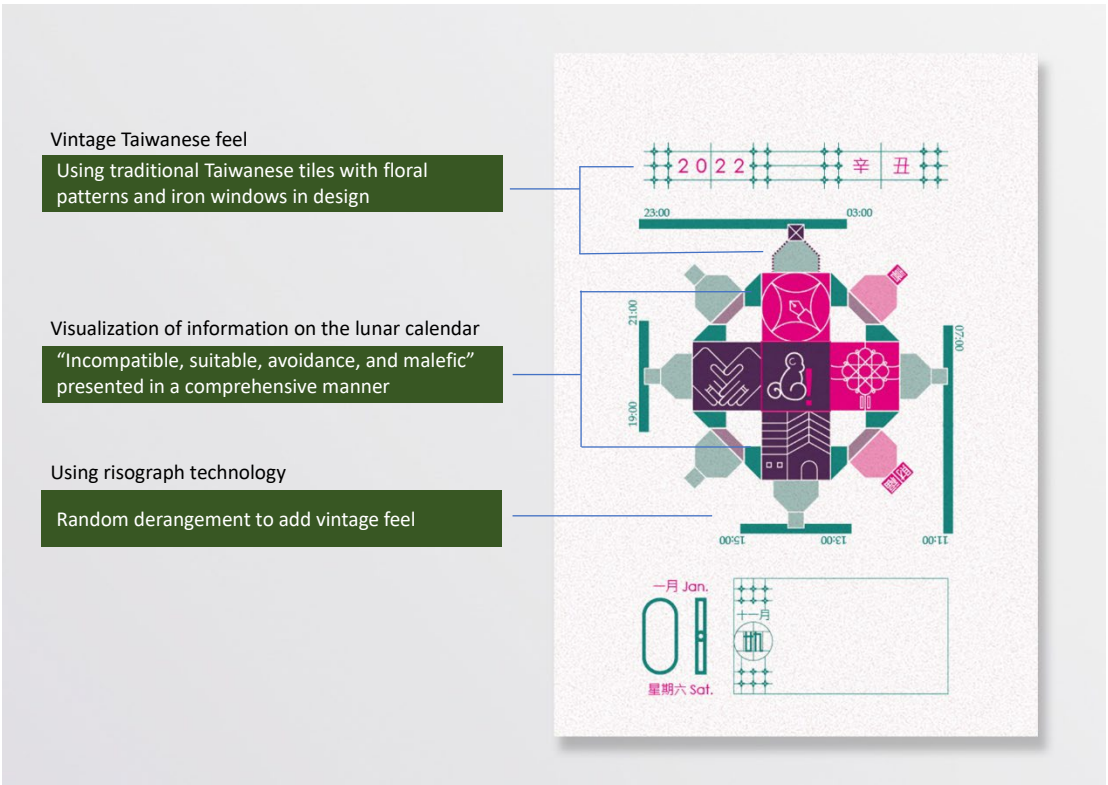 Vintage Taiwanese feel
Using traditional Taiwanese tiles with floral
patterns and iron windows in design
Visualization of information on the lunar calendar
“Incompatible, suitable, avoidance, and malefic”
presented in a comprehensive manner
Using risograph technology
Random derangement to add vintage feel
2022 辛丑
23:00 03:00
21:00
07:00
19:00
15:00 13:00 11:00
一月 Jan.
01
星期六 Sat.
十一月